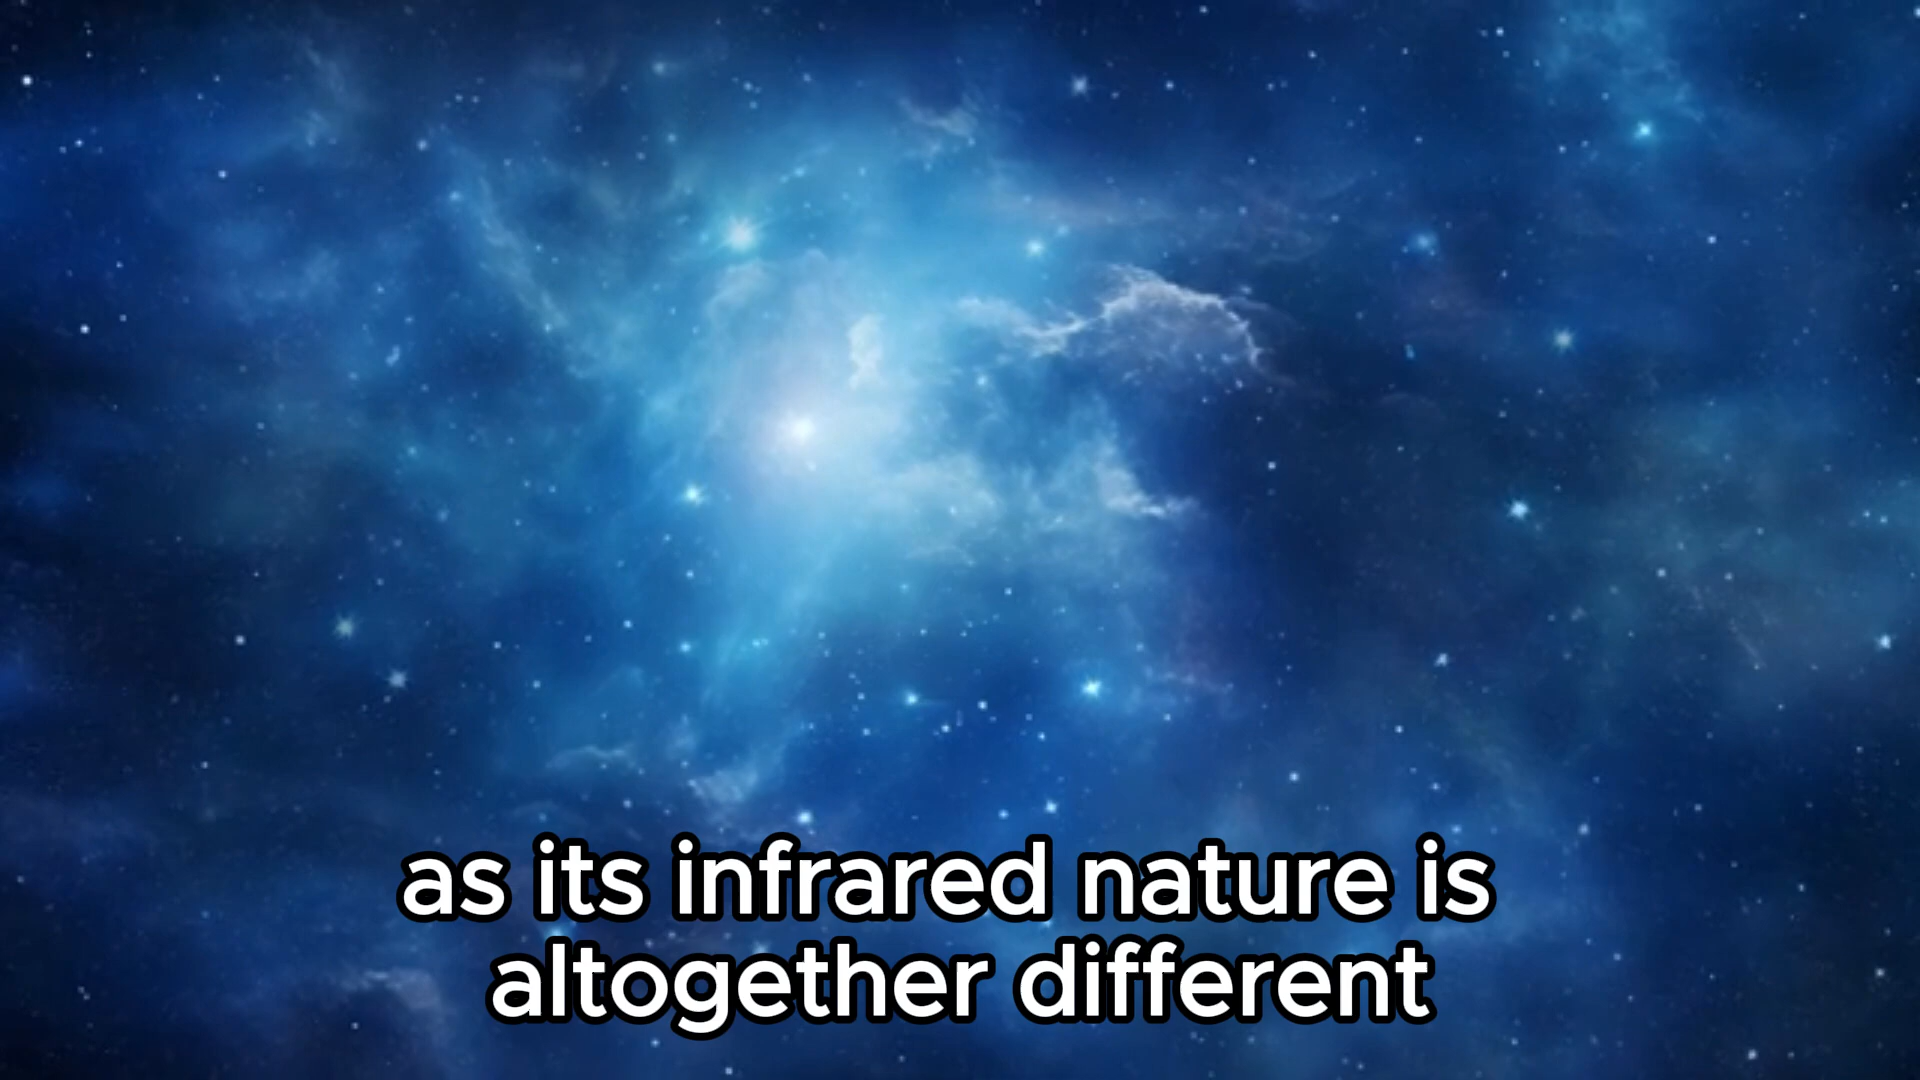 as its infrared nature is
altogether different